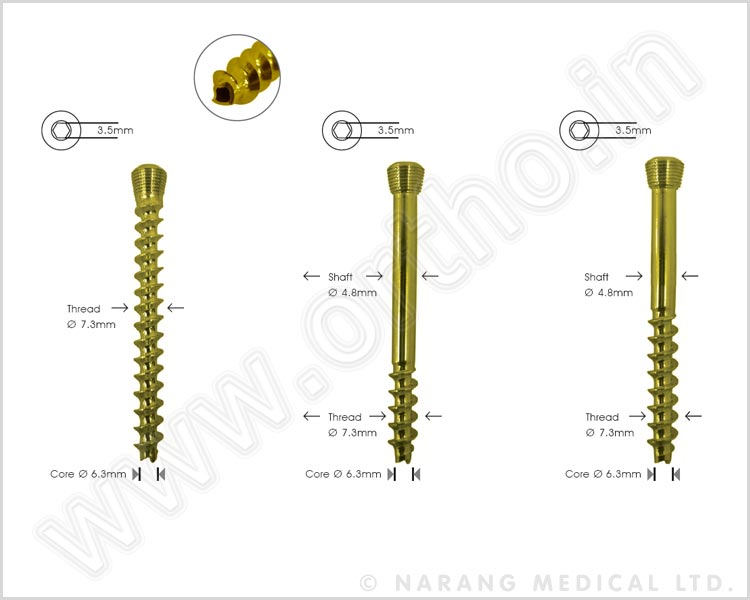 3.5mm
3.5mm
3.5mm
Shaft
Ø 4.8mm
Shaft
Ø 4.8mm
Thread
Ø 7.3mm
Thread
Ø 7.3mm
Thread
Ø 7.3mm
Core Ø 6.3mm
Core Ø 6.3mm
Core Ø 6.3mm
www.ortho.in
© NARANG MEDICAL LTD.